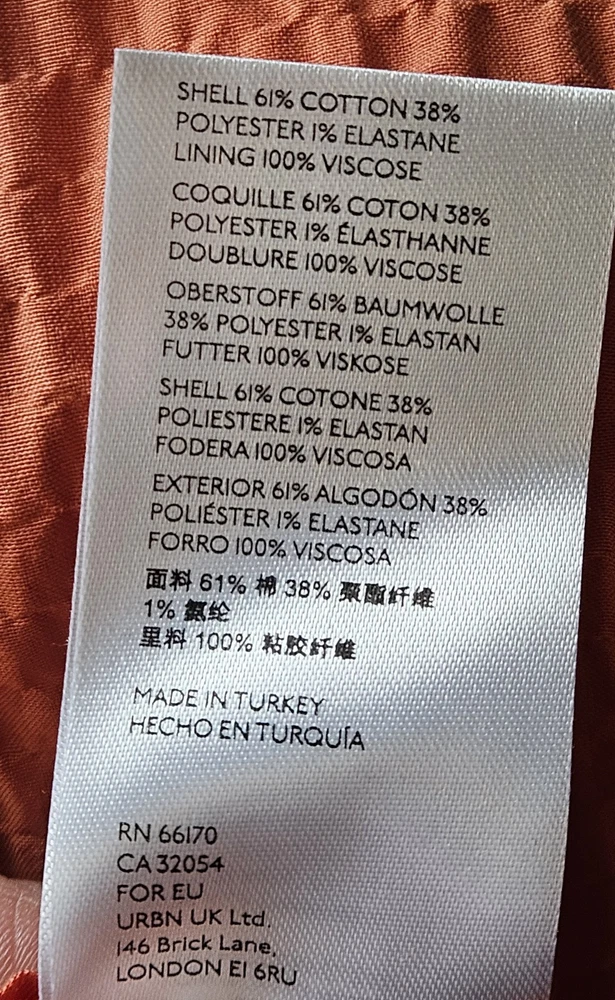 SHELL 61% COTTON 38%
POLYESTER 1% ELASTANE
LINING 100% VISCOSE
COQUILLE 61% COTON 38%
POLYESTER 1% ÉLASTHANNE
DOUBLURE 100% VISCOSE
OBERSTOFF 61% BAUMWOLLE
38% POLYESTER 1% ELASTAN
FUTTER 100% VISKOSE
SHELL 61% COTONE 38%
POLIESTERE 1% ELASTAN
FODERA 100% VISCOSA
EXTERIOR 61% ALGODÓN 38%
POLIÉSTER 1% ELASTANE
FORRO 100% VISCOSA
面料 61% 棉 38% 聚酯纤维
1% 氨纶
里料 100% 粘胶纤维
MADE IN TURKEY
HECHO EN TURQUÍA
RN 66170
CA 32054
FOR EU
URBN UK Ltd.
146 Brick Lane,
LONDON E1 6RU